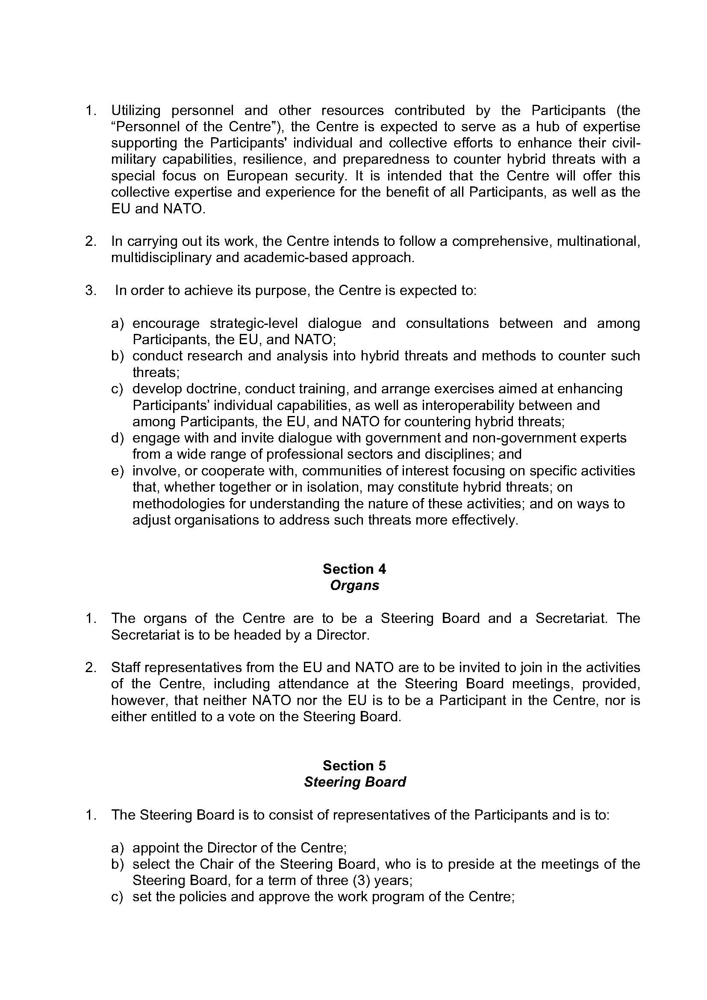 1. Utilizing personnel and other resources contributed by the Participants (the
“Personnel of the Centre”), the Centre is expected to serve as a hub of expertise
supporting the Participants' individual and collective efforts to enhance their civil-
military capabilities, resilience, and preparedness to counter hybrid threats with a
special focus on European security. It is intended that the Centre will offer this
collective expertise and experience for the benefit of all Participants, as well as the
EU and NATO.
2. In carrying out its work, the Centre intends to follow a comprehensive, multinational,
multidisciplinary and academic-based approach.
3. In order to achieve its purpose, the Centre is expected to:
a) encourage strategic-level dialogue and consultations between and among
Participants, the EU, and NATO;
b) conduct research and analysis into hybrid threats and methods to counter such
threats;
c) develop doctrine, conduct training, and arrange exercises aimed at enhancing
Participants’ individual capabilities, as well as interoperability between and
among Participants, the EU, and NATO for countering hybrid threats;
d) engage with and invite dialogue with government and non-government experts
from a wide range of professional sectors and disciplines; and
e) involve, or cooperate with, communities of interest focusing on specific activities
that, whether together or in isolation, may constitute hybrid threats; on
methodologies for understanding the nature of these activities; and on ways to
adjust organisations to address such threats more effectively.
Section 4
Organs
1. The organs of the Centre are to be a Steering Board and a Secretariat. The
Secretariat is to be headed by a Director.
2. Staff representatives from the EU and NATO are to be invited to join in the activities
of the Centre, including attendance at the Steering Board meetings, provided,
however, that neither NATO nor the EU is to be a Participant in the Centre, nor is
either entitled to a vote on the Steering Board.
Section 5
Steering Board
1. The Steering Board is to consist of representatives of the Participants and is to:
a) appoint the Director of the Centre;
b) select the Chair of the Steering Board, who is to preside at the meetings of the
Steering Board, for a term of three (3) years;
c) set the policies and approve the work program of the Centre;